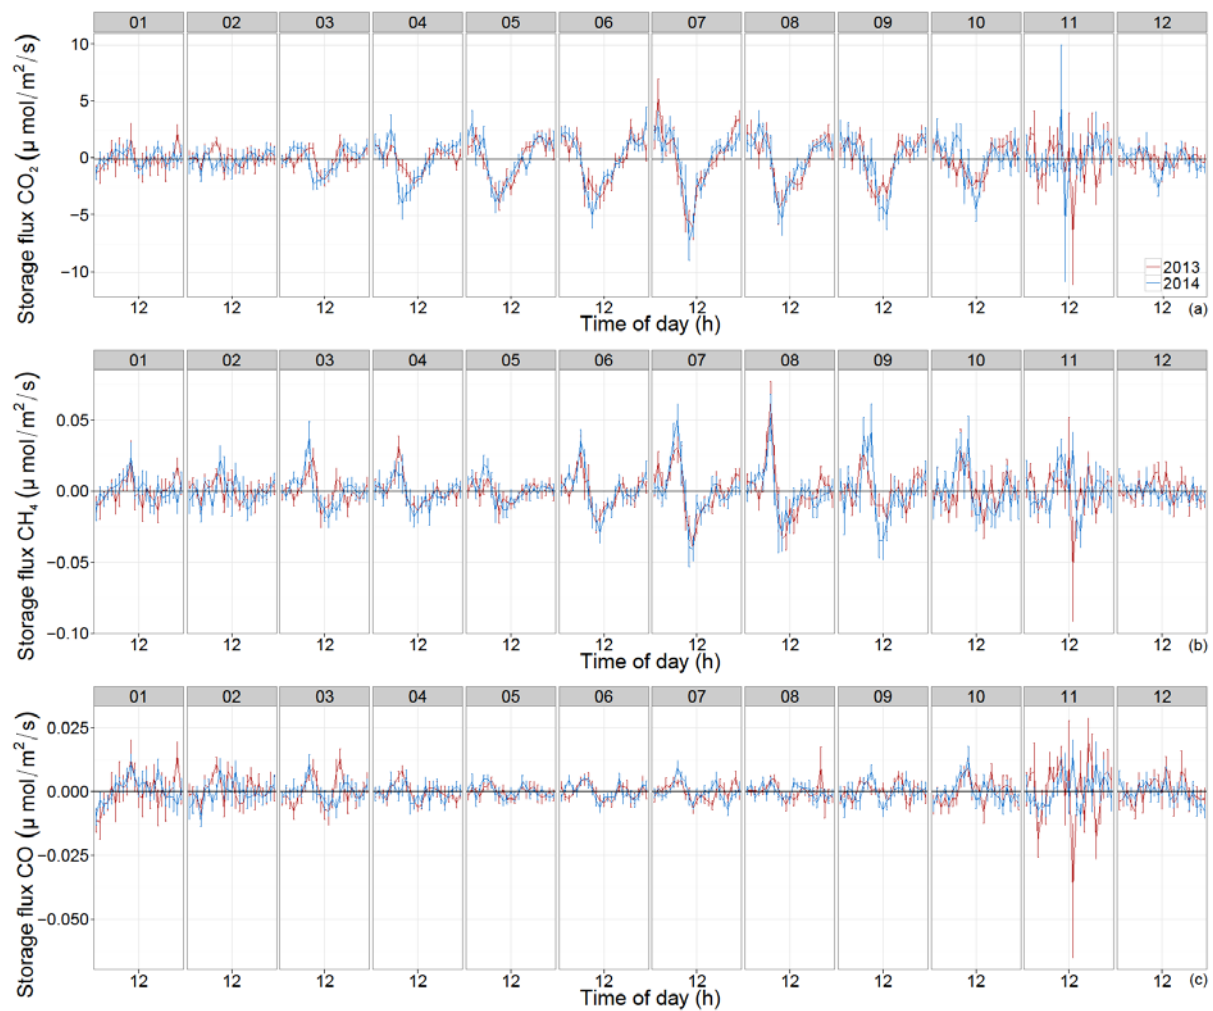 01 02 03 04 05 06 07 08 09 10 11 12
Storage flux CO2 (μ mol/m²/s)
10
5
0
−5
−10
2013
2014
12 12 12 12 12 12 12 12 12 12 12 12
Time of day (h)
(a)
01 02 03 04 05 06 07 08 09 10 11 12
Storage flux CH4 (μ mol/m²/s)
0.05
0.00
−0.05
−0.10
12 12 12 12 12 12 12 12 12 12 12 12
Time of day (h)
(b)
01 02 03 04 05 06 07 08 09 10 11 12
Storage flux CO (μ mol/m²/s)
0.025
0.000
−0.025
−0.050
12 12 12 12 12 12 12 12 12 12 12 12
Time of day (h)
(c)